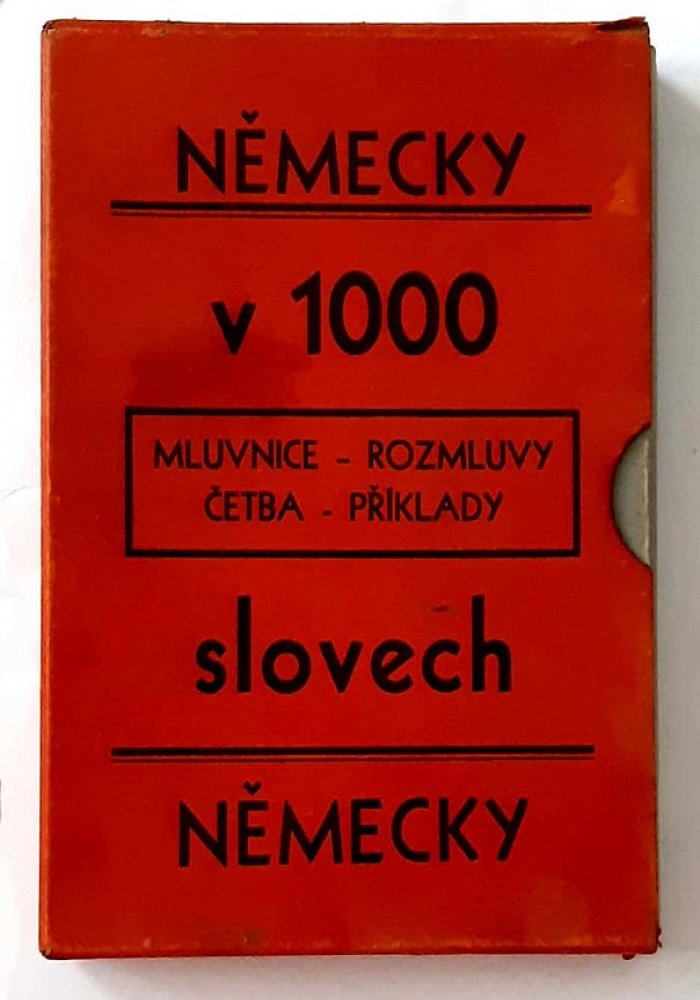 NĚMECKY
v 1000
MLUVNICE - ROZMLUVY
ČETBA - PŘÍKLADY
slovech
NĚMECKY